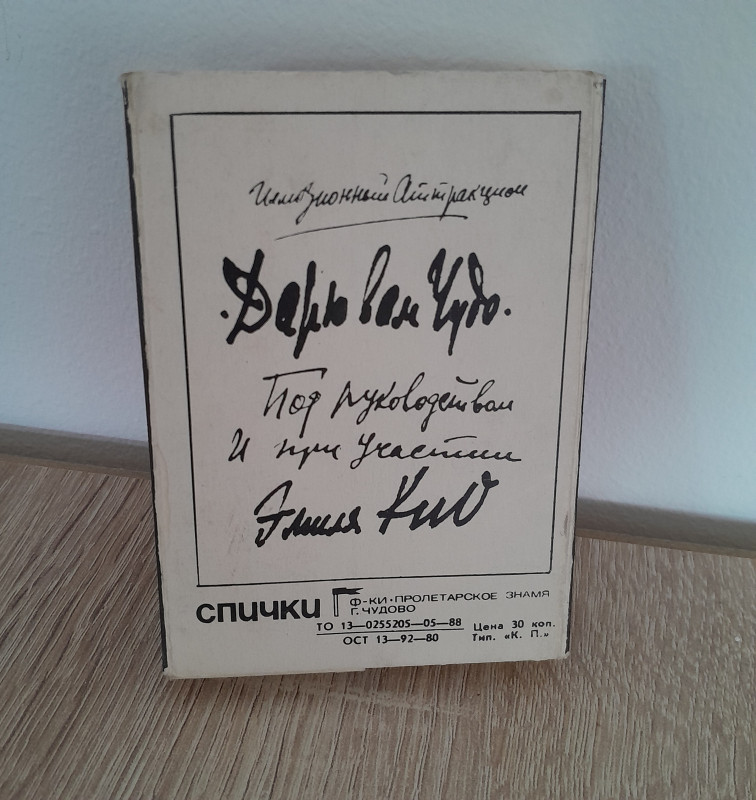 Иллюзионный Аттракцион
·Дарю вам Чудо.
Под руководством
И при участии
Эмиля Кио
СПИЧКИ
Ф-КИ·ПРОЛЕТАРСКОЕ ЗНАМЯ
Г. ЧУДОВО
ТО 13—0255205—05—88
ОСТ 13—92—80
Цена 30 коп.
Тип. «К. П.»